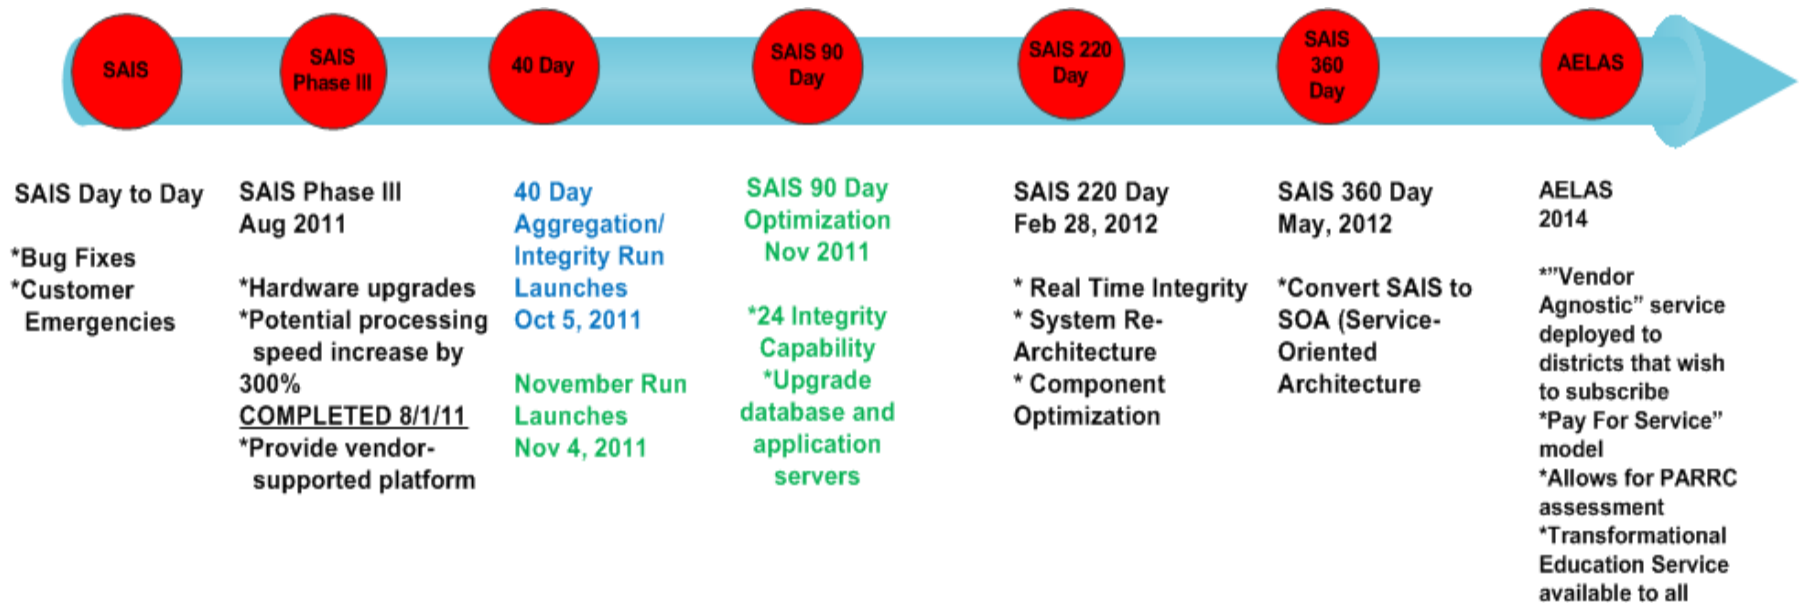 SAIS
SAIS
Phase III
40 Day
SAIS 90
Day
SAIS 220
Day
SAIS
360
Day
AELAS
SAIS Day to Day
*Bug Fixes
*Customer
Emergencies
SAIS Phase III
Aug 2011
*Hardware upgrades
*Potential processing
speed increase by
300%
COMPLETED 8/1/11
*Provide vendor-
supported platform
40 Day
Aggregation/
Integrity Run
Launches
Oct 5, 2011
November Run
Launches
Nov 4, 2011
SAIS 90 Day
Optimization
Nov 2011
*24 Integrity
Capability
*Upgrade
database and
application
servers
SAIS 220 Day
Feb 28, 2012
* Real Time Integrity
* System Re-
Architecture
* Component
Optimization
SAIS 360 Day
May, 2012
*Convert SAIS to
SOA (Service-
Oriented
Architecture
AELAS
2014
*”Vendor
Agnostic” service
deployed to
districts that wish
to subscribe
*Pay For Service”
model
*Allows for PARRC
assessment
*Transformational
Education Service
available to all